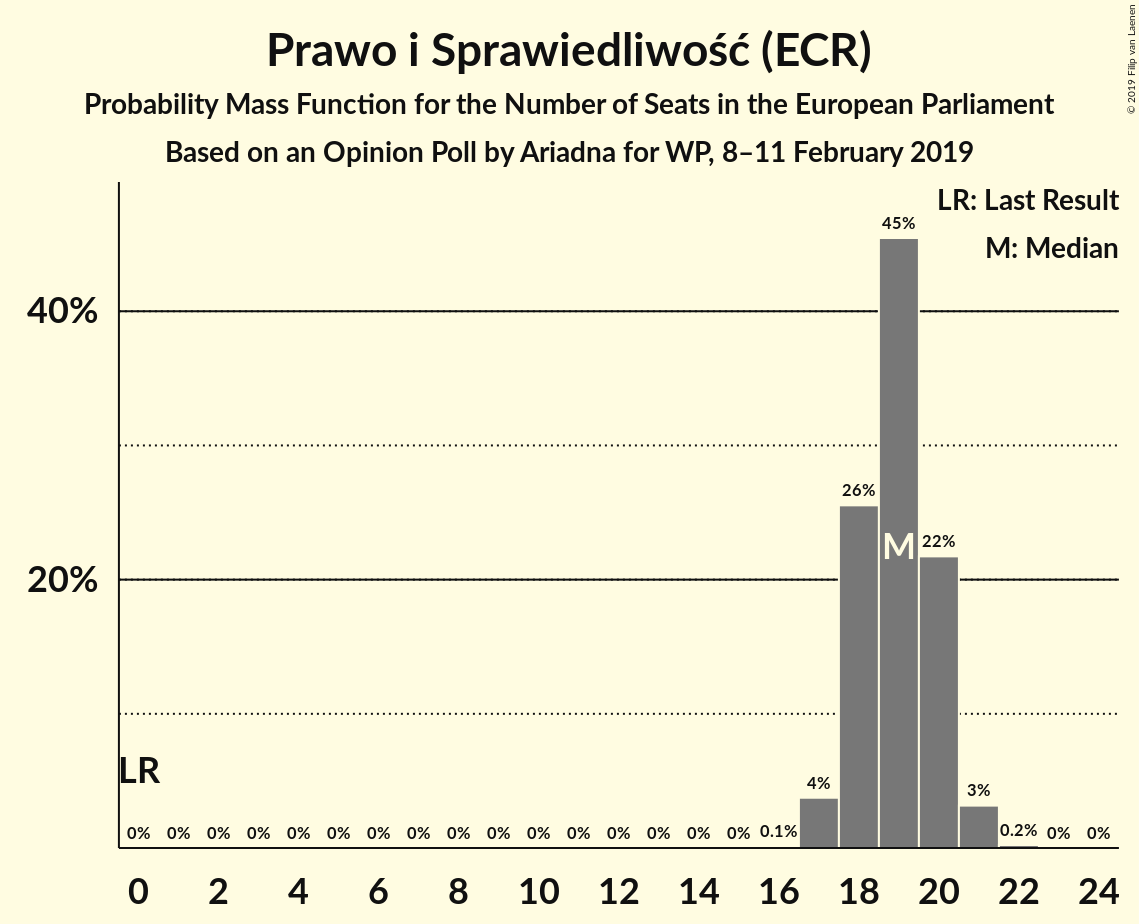 Prawo i Sprawiedliwość (ECR)
Probability Mass Function for the Number of Seats in the European Parliament
Based on an Opinion Poll by Ariadna for WP, 8–11 February 2019
© 2019 Filip van Laenen
LR: Last Result
M: Median
40%
20%
45%
26%
M
22%
LR
4%
3%
0% 0% 0% 0% 0% 0% 0% 0% 0% 0% 0% 0% 0% 0% 0% 0% 0.1% 0.2% 0% 0%
0 2 4 6 8 10 12 14 16 18 20 22 24